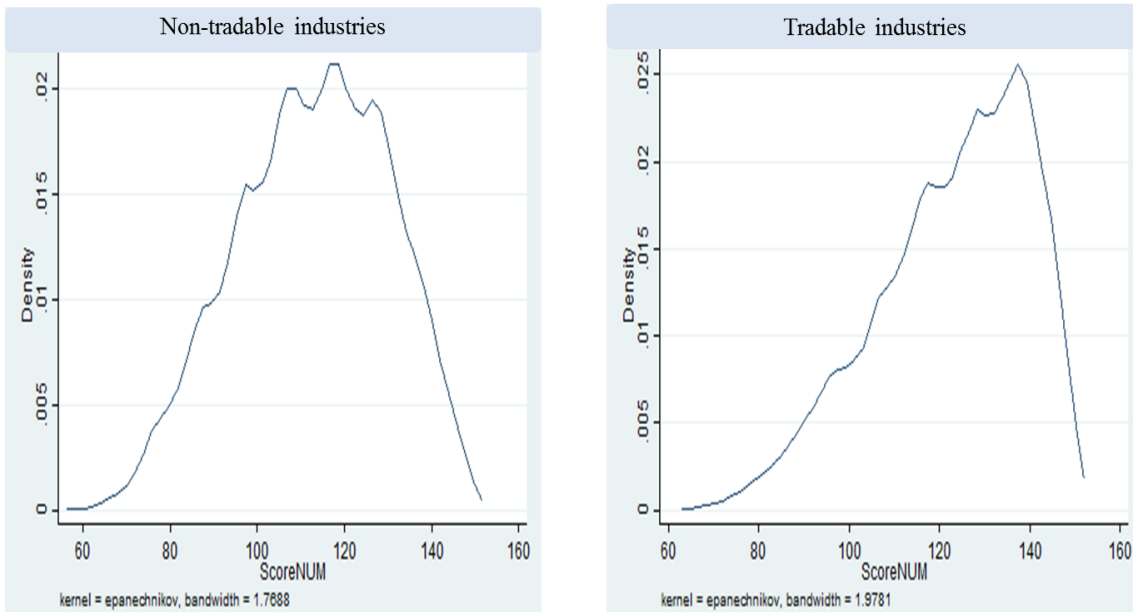 Non-tradable industries
Density
0
.005
.01
.015
.02
60 80 100 120 140 160
ScoreNUM
kernel = epanechnikov, bandwidth = 1.7688
Tradable industries
Density
0
.005
.01
.015
.02
.025
60 80 100 120 140 160
ScoreNUM
kernel = epanechnikov, bandwidth = 1.9781